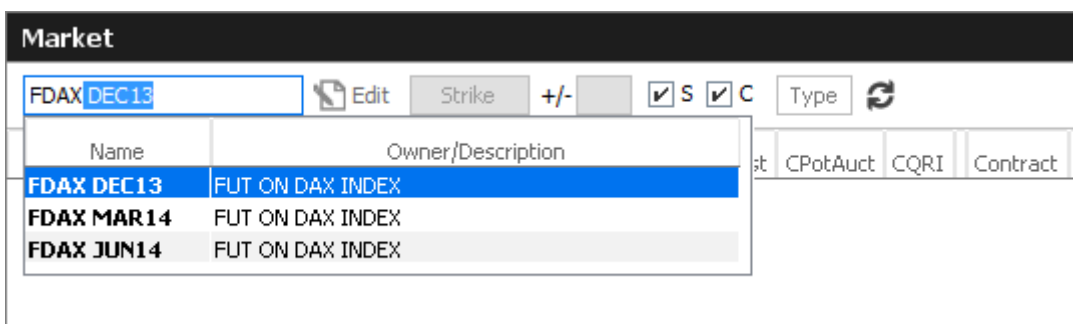 Market
FDAX DEC13 Edit Strike +/- S C Type
Name Owner/Description st CPotAuct CQRI Contract
FDAX DEC13 FUT ON DAX INDEX
FDAX MAR14 FUT ON DAX INDEX
FDAX JUN14 FUT ON DAX INDEX